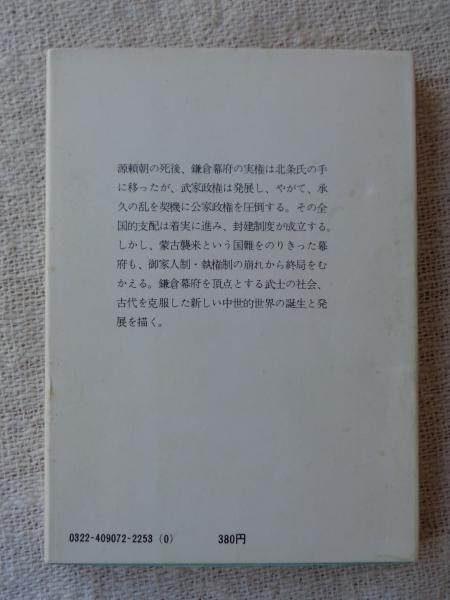 源頼朝の死後、鎌倉幕府の実権は北条氏の手
に移ったが、武家政権は発展し、やがて、承
久の乱を契機に公家政権を圧倒する。その全
国的支配は着実に進み、封建制度が成立する。
しかし、蒙古襲来という国難をのりきった幕
府も、御家人制・執権制の崩れから終局をむ
かえる。鎌倉幕府を頂点とする武士の社会、
古代を克服した新しい中世的世界の誕生と発
展を描く。
0322-409072-2253(0) 380円